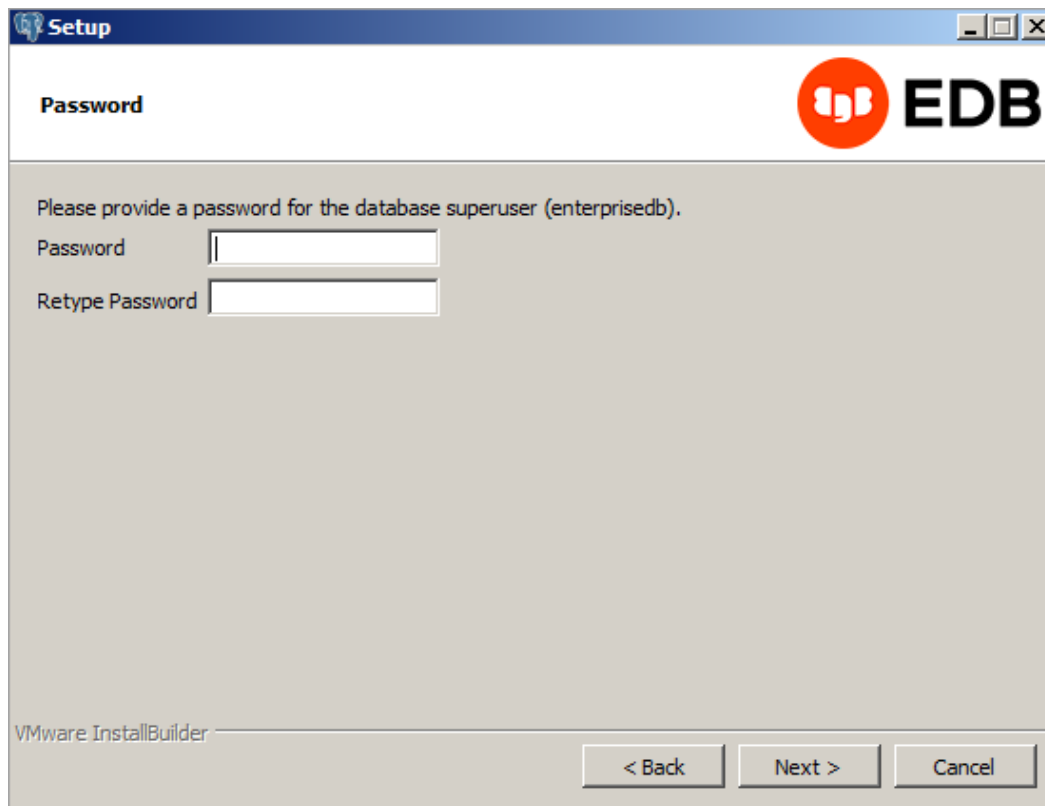 Setup
Password
EDB
Please provide a password for the database superuser (enterprisedb).
Password
Retype Password
VMware InstallBuilder
< Back Next > Cancel